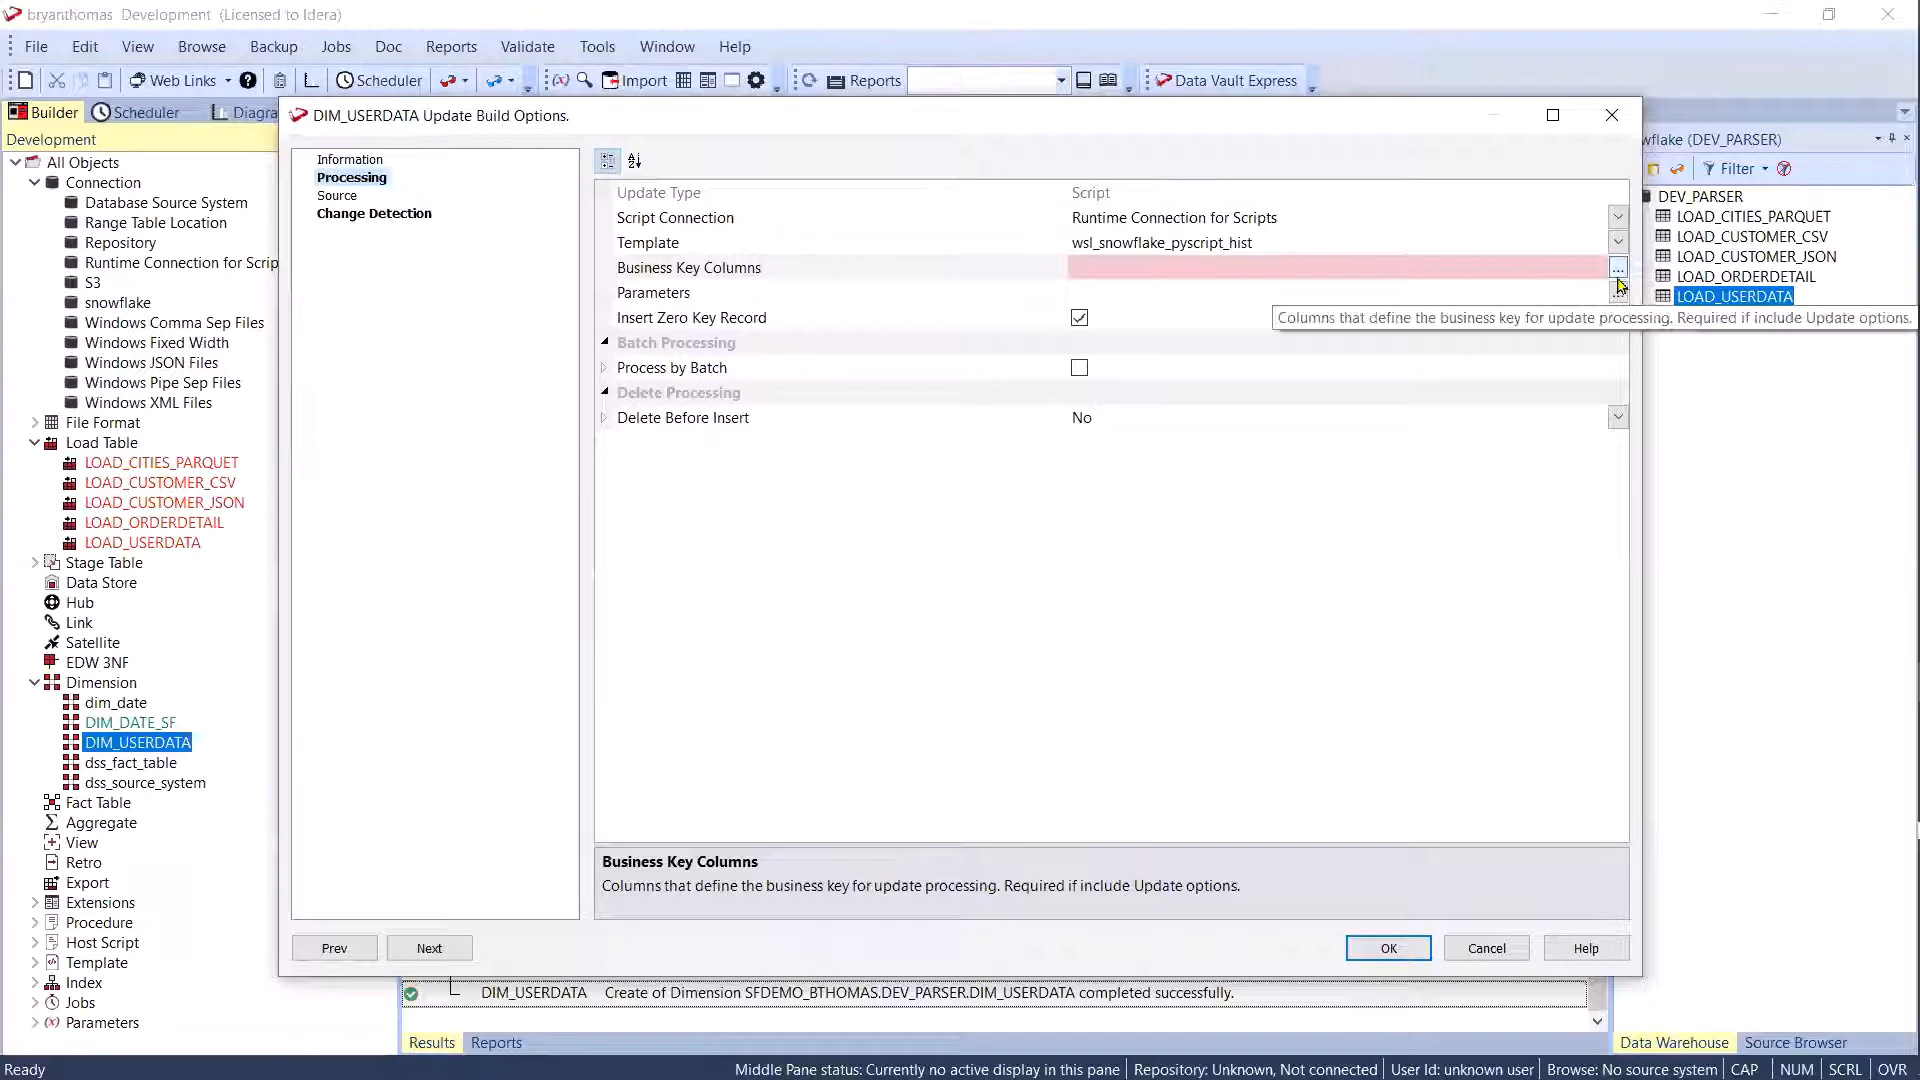 bryanthomas Development (Licensed to Idera)
File Edit View Browse Backup Jobs Doc Reports Validate Tools Window Help
Web Links Scheduler Import Reports Data Vault Express
Builder Scheduler Diagra
Development
All Objects
Connection
Database Source System
Range Table Location
Repository
Runtime Connection for Scrip
S3
snowflake
Windows Comma Sep Files
Windows Fixed Width
Windows JSON Files
Windows Pipe Sep Files
Windows XML Files
File Format
Load Table
LOAD_CITIES_PARQUET
LOAD_CUSTOMER_CSV
LOAD_CUSTOMER_JSON
LOAD_ORDERDETAIL
LOAD_USERDATA
Stage Table
Data Store
Hub
Link
Satellite
EDW 3NF
Dimension
dim_date
DIM_DATE_SF
DIM_USERDATA
dss_fact_table
dss_source_system
Fact Table
Aggregate
View
Retro
Export
Extensions
Procedure
Host Script
Template
Index
Jobs
Parameters
DIM_USERDATA Update Build Options.
Information
Processing
Source
Change Detection
Update Type Script
Script Connection Runtime Connection for Scripts
Template wsl_snowflake_pyscript_hist
Business Key Columns ...
Parameters ...
Insert Zero Key Record
Columns that define the business key for update processing. Required if include Update options.
Batch Processing
Process by Batch
Delete Processing
Delete Before Insert No
Business Key Columns
Columns that define the business key for update processing. Required if include Update options.
Prev Next OK Cancel Help
wflake (DEV_PARSER)
Filter
DEV_PARSER
LOAD_CITIES_PARQUET
LOAD_CUSTOMER_CSV
LOAD_CUSTOMER_JSON
LOAD_ORDERDETAIL
LOAD_USERDATA
DIM_USERDATA Create of Dimension SFDEMO_BTHOMAS.DEV_PARSER.DIM_USERDATA completed successfully.
Results Reports
Data Warehouse Source Browser
Ready Middle Pane status: Currently no active display in this pane Repository: Unknown, Not connected User Id: unknown user Browse: No source system CAP NUM SCRL OVR